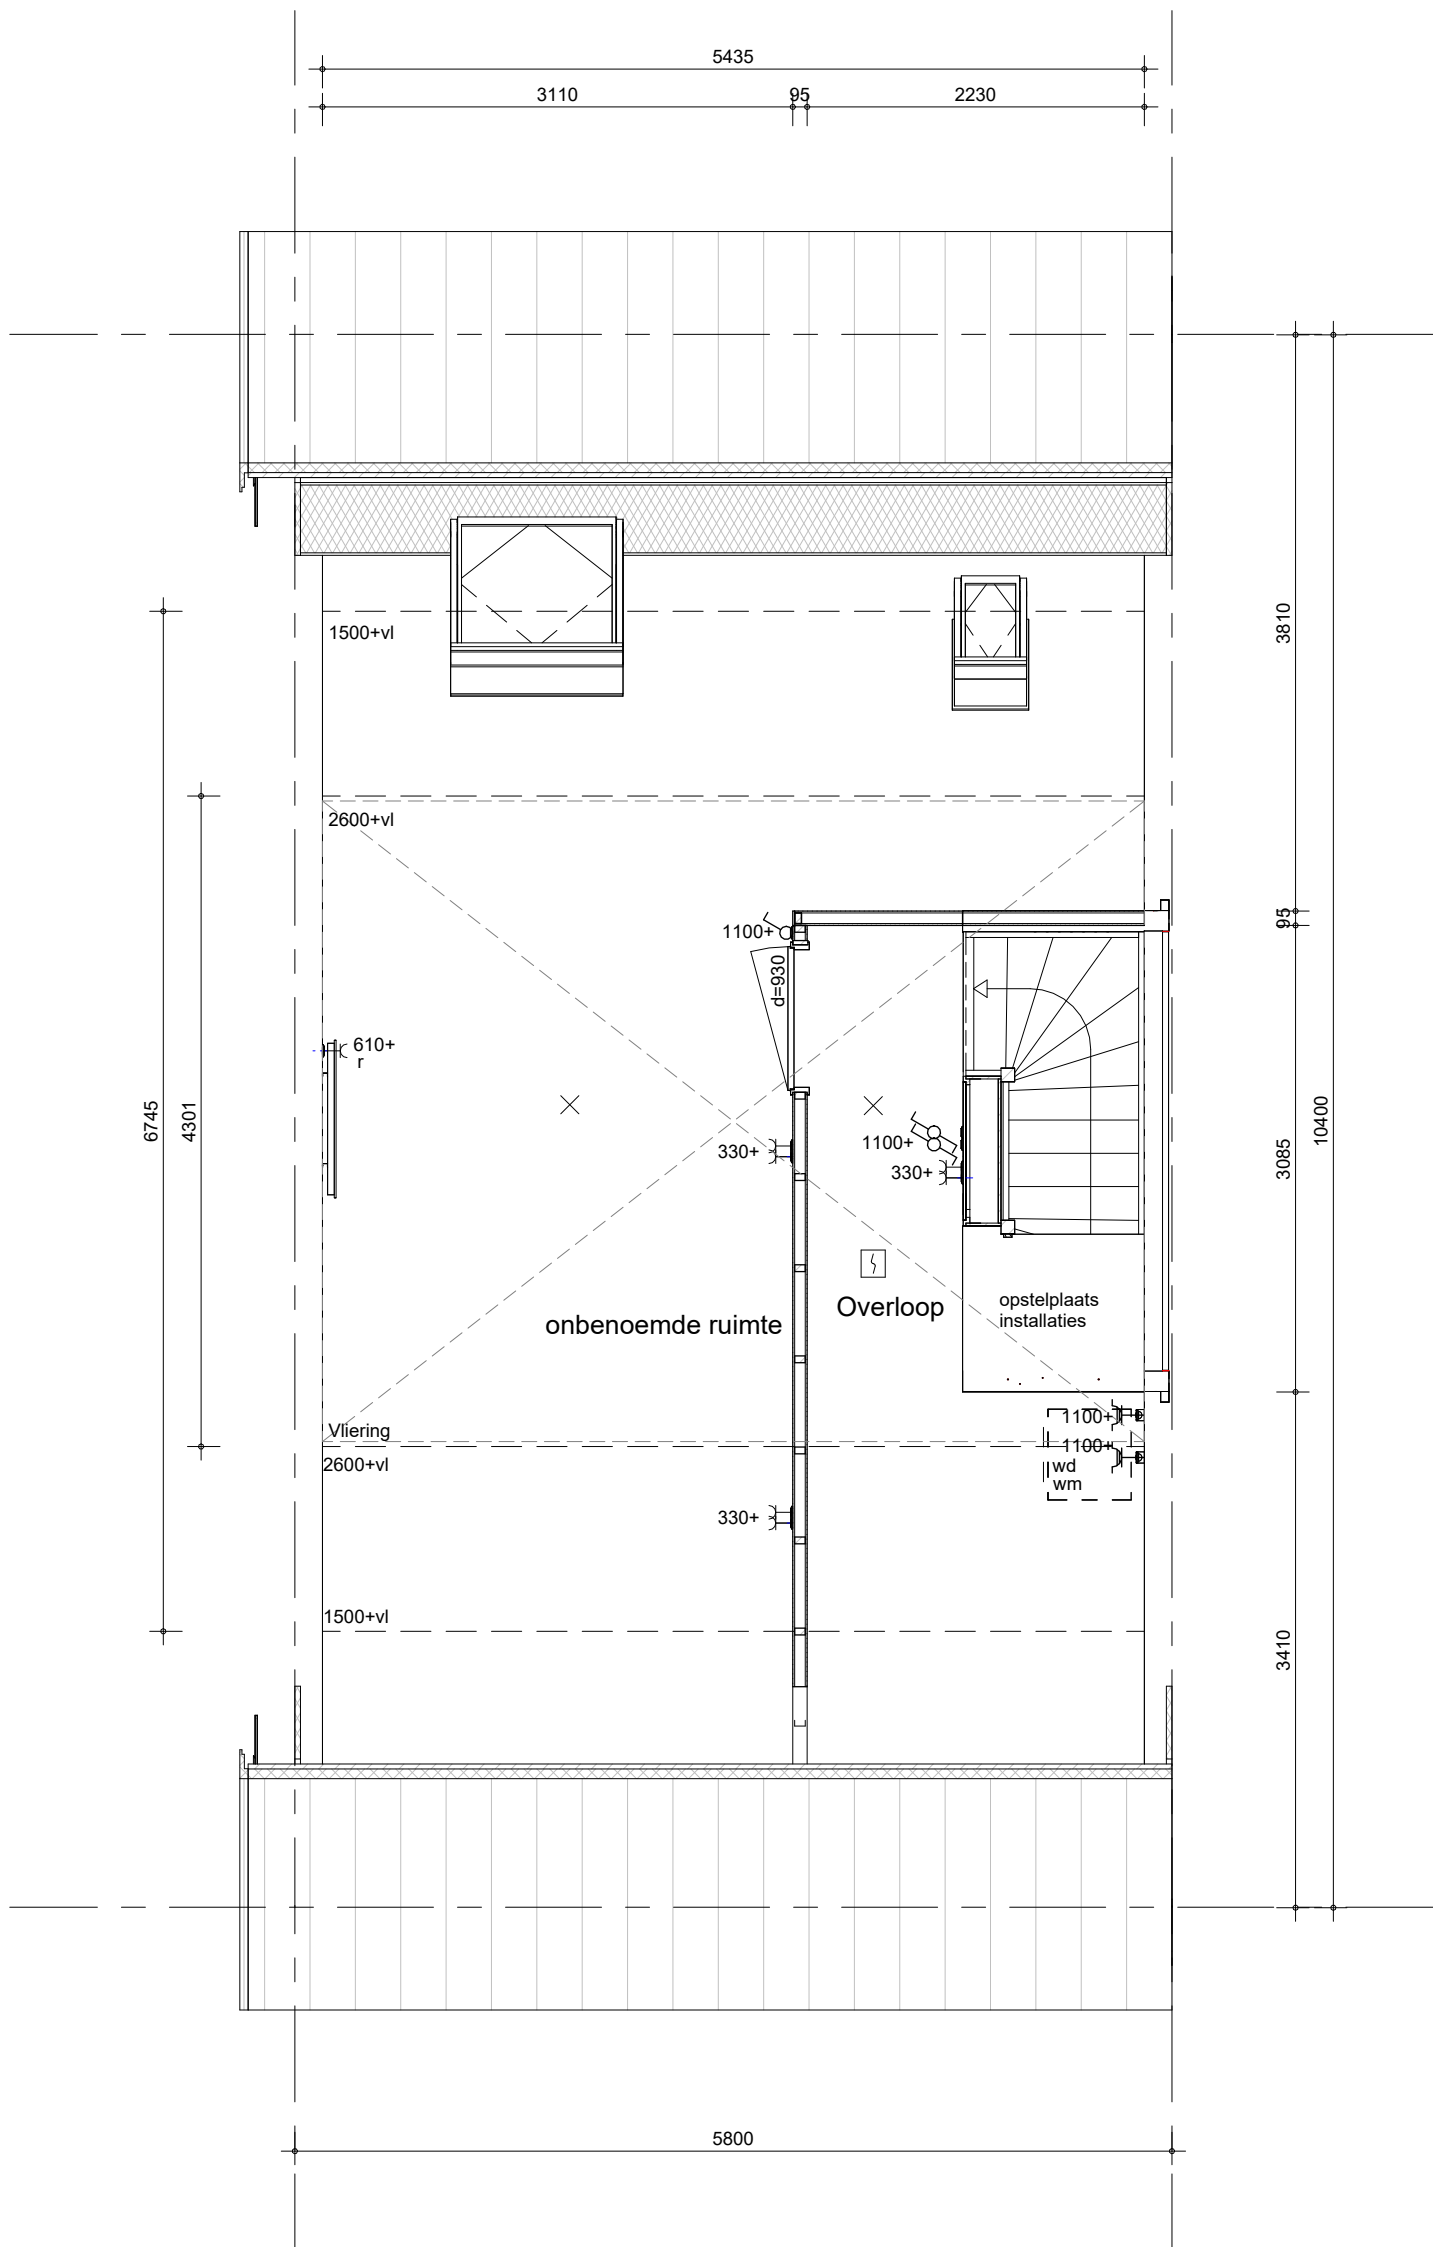 5435
3110
95
2230
1500+vl
2600+vl
3810
95
1100+
d=930
610+
r
6745
4301
1100+
330+
330+
10400
3085
opstelplaats
installaties
Overloop
onbenoemde ruimte
Vliering
2600+vl
1100+
1100+
wd
wm
330+
1500+vl
3410
5800